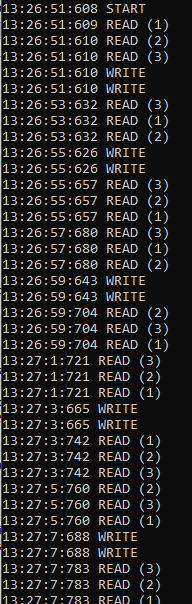 13:26:51:608 START
13:26:51:609 READ (1)
13:26:51:610 READ (2)
13:26:51:610 READ (3)
13:26:51:610 WRITE
13:26:51:610 WRITE
13:26:53:632 READ (3)
13:26:53:632 READ (1)
13:26:53:632 READ (2)
13:26:55:626 WRITE
13:26:55:626 WRITE
13:26:55:657 READ (3)
13:26:55:657 READ (2)
13:26:55:657 READ (1)
13:26:57:680 READ (3)
13:26:57:680 READ (1)
13:26:57:680 READ (2)
13:26:59:643 WRITE
13:26:59:643 WRITE
13:26:59:704 READ (2)
13:26:59:704 READ (3)
13:26:59:704 READ (1)
13:27:1:721 READ (3)
13:27:1:721 READ (2)
13:27:1:721 READ (1)
13:27:3:665 WRITE
13:27:3:665 WRITE
13:27:3:742 READ (1)
13:27:3:742 READ (2)
13:27:3:742 READ (3)
13:27:5:760 READ (2)
13:27:5:760 READ (3)
13:27:5:760 READ (1)
13:27:7:688 WRITE
13:27:7:688 WRITE
13:27:7:783 READ (3)
13:27:7:783 READ (2)
13:27:7:783 READ (1)